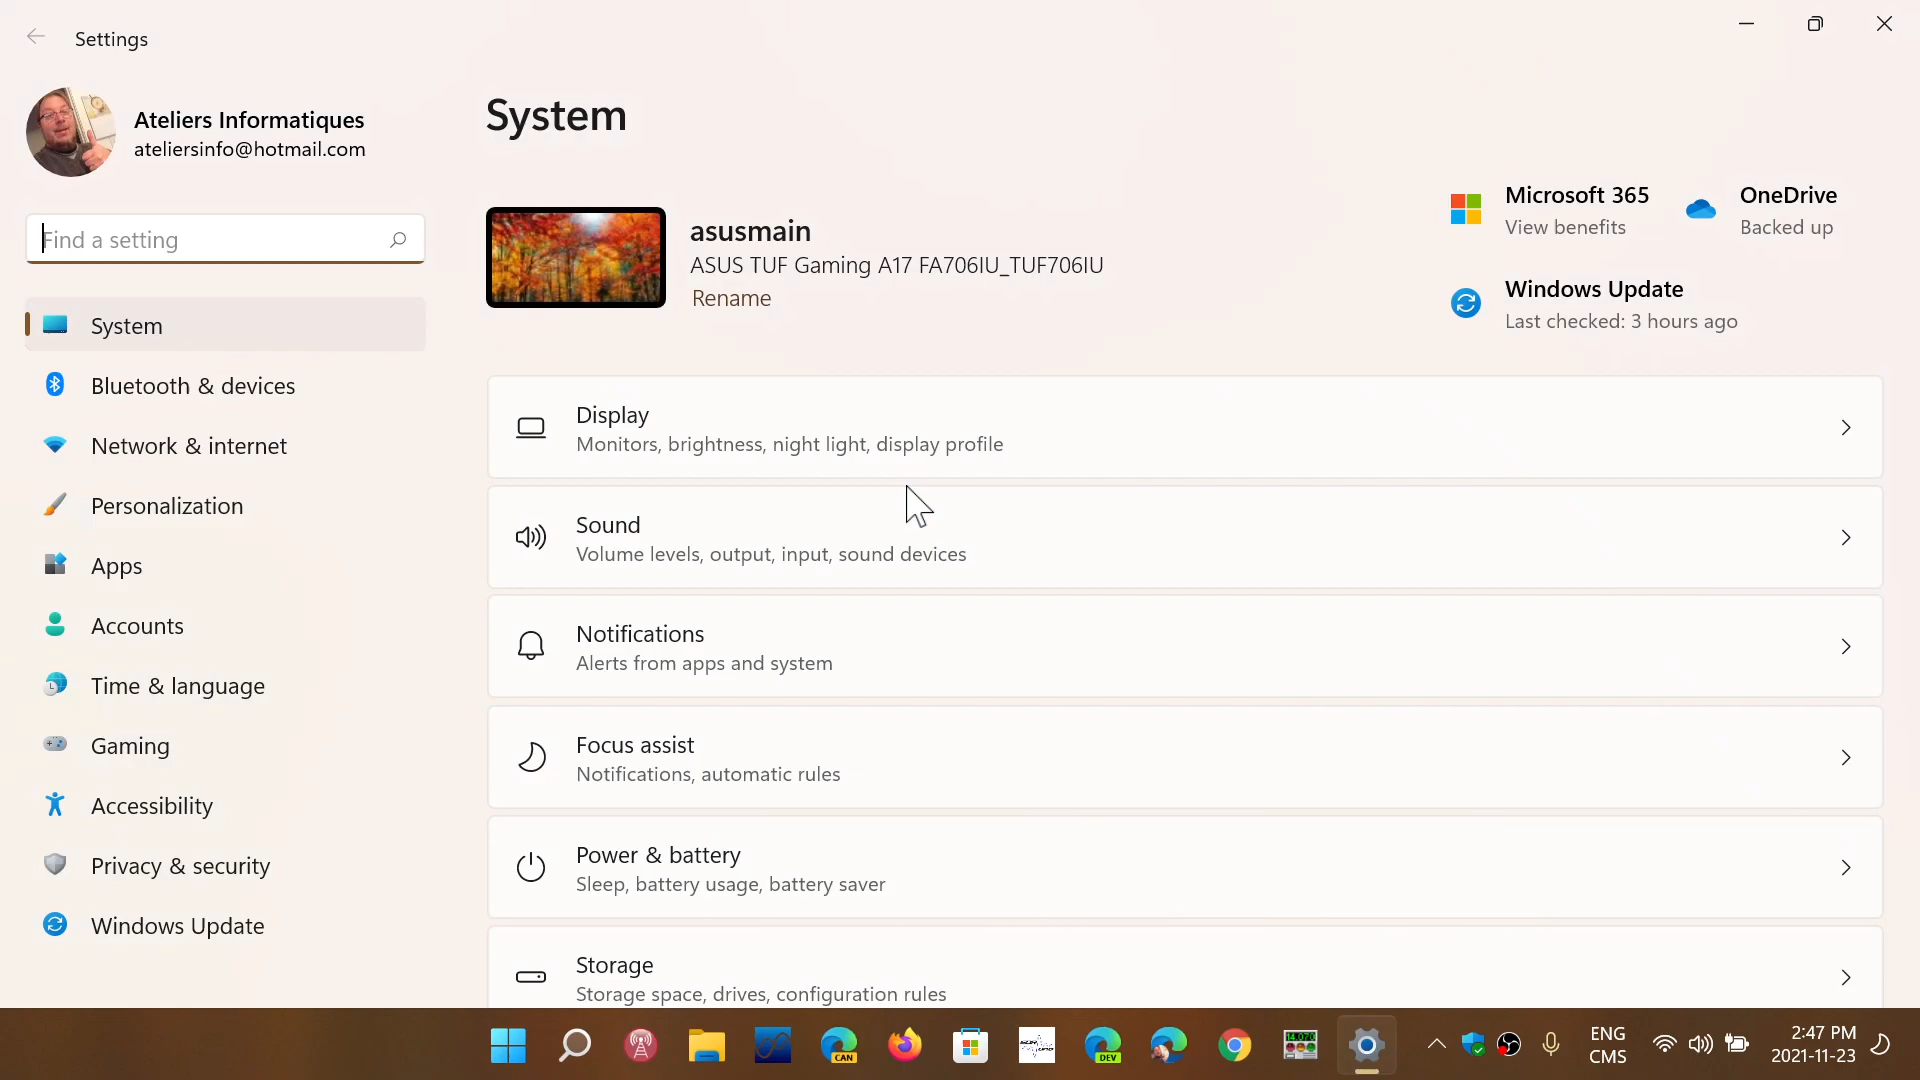 Settings
Ateliers Informatiques
ateliersinfo@hotmail.com
Find a setting
System
Bluetooth & devices
Network & internet
Personalization
Apps
Accounts
Time & language
Gaming
Accessibility
Privacy & security
Windows Update
System
asusmain
ASUS TUF Gaming A17 FA706IU_TUF706IU
Rename
Microsoft 365
View benefits
OneDrive
Backed up
Windows Update
Last checked: 3 hours ago
Display
Monitors, brightness, night light, display profile
Sound
Volume levels, output, input, sound devices
Notifications
Alerts from apps and system
Focus assist
Notifications, automatic rules
Power & battery
Sleep, battery usage, battery saver
Storage
Storage space, drives, configuration rules
CAN
DEV
ENG
CMS
2:47 PM
2021-11-23